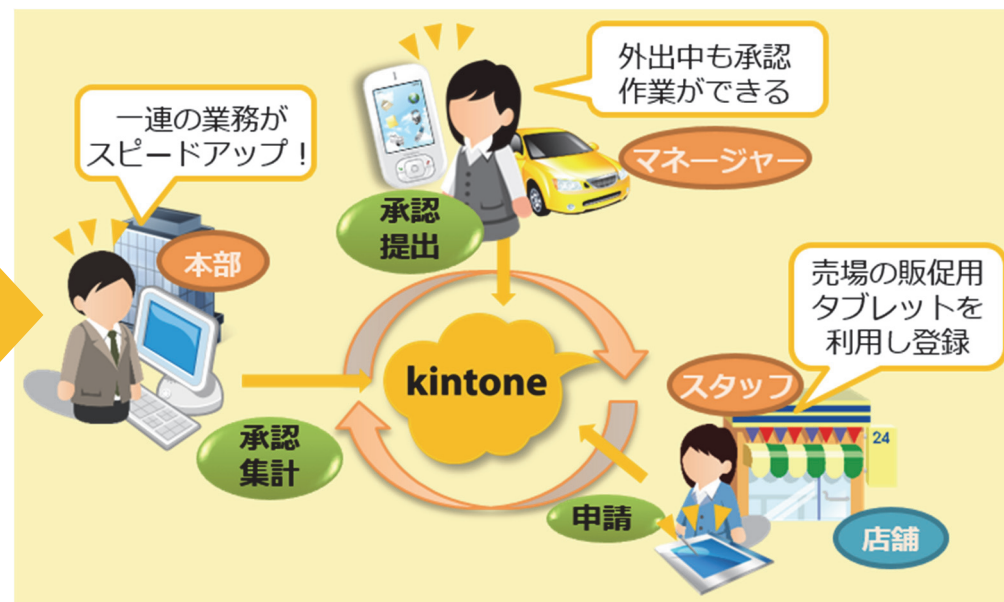 外出中も承認
作業ができる
マネージャー
承認
提出
一連の業務が
スピードアップ！
本部
承認
集計
kintone
売場の販促用
タブレットを
利用し登録
スタッフ
24
申請
店舗